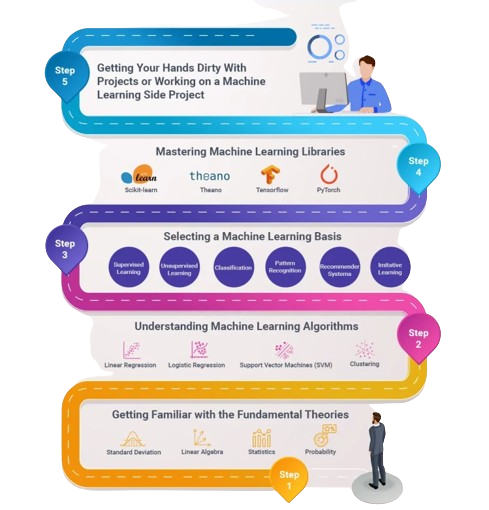 Step
5
Getting Your Hands Dirty With
Projects or Working on a Machine
Learning Side Project
Mastering Machine Learning Libraries
Step
4
learn
theano
Scikit-learn
Theano
Tensorflow
PyTorch
Step
3
Selecting a Machine Learning Basis
Supervised
Learning
Unsupervised
Learning
Classification
Pattern
Recognition
Recommender
Systems
Imitative
Learning
Understanding Machine Learning Algorithms
Step
2
Linear Regression
Logistic Regression
Support Vector Machines (SVM)
Clustering
Getting Familiar with the Fundamental Theories
Standard Deviation
Linear Algebra
Statistics
Probability
Step
1